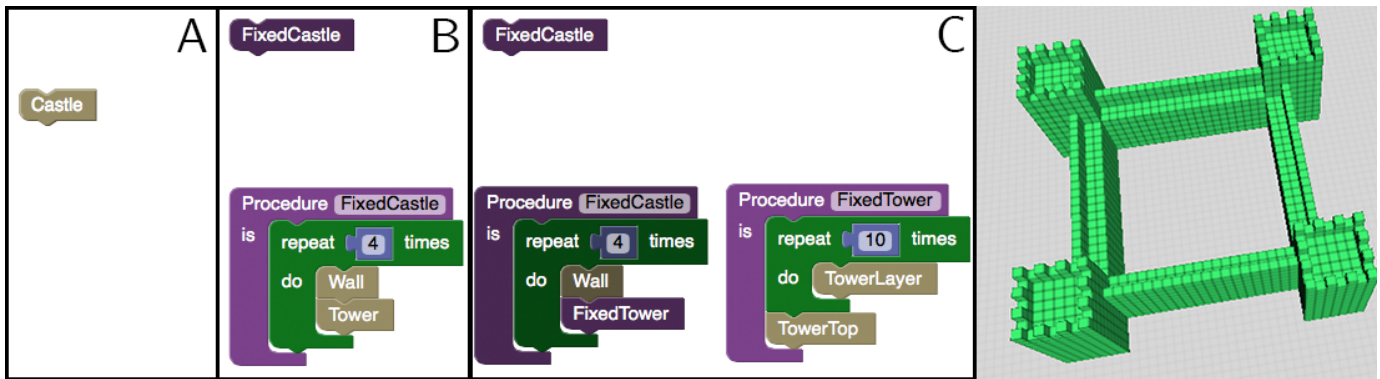 A
Castle
B
FixedCastle
Procedure FixedCastle
is
repeat 4 times
do
Wall
Tower
C
FixedCastle
Procedure FixedCastle
is
repeat 4 times
do
Wall
FixedTower
Procedure FixedTower
is
repeat 10 times
do
TowerLayer
TowerTop